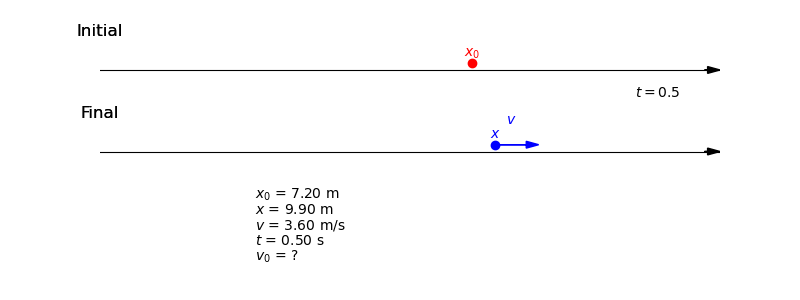 Initial
x₀
t = 0.5
Final
v
x
x₀ = 7.20 m
x = 9.90 m
v = 3.60 m/s
t = 0.50 s
v₀ = ?